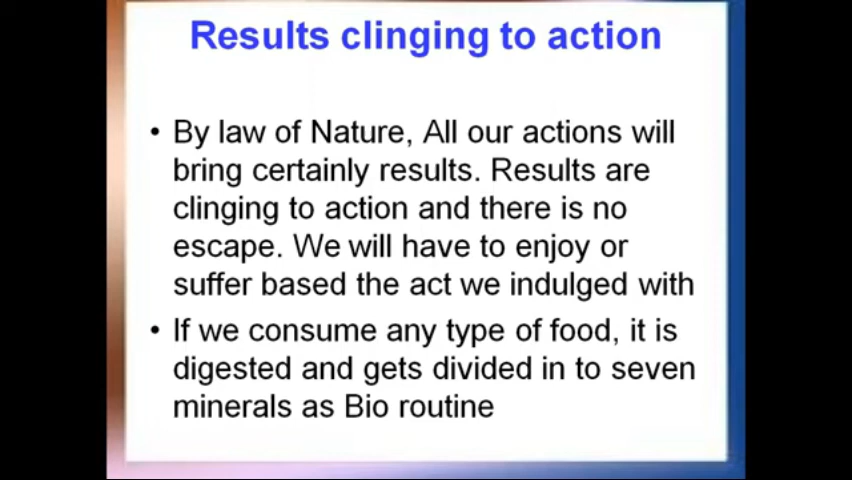 Results clinging to action
• By law of Nature, All our actions will
bring certainly results. Results are
clinging to action and there is no
escape. We will have to enjoy or
suffer based the act we indulged with
• If we consume any type of food, it is
digested and gets divided in to seven
minerals as Bio routine